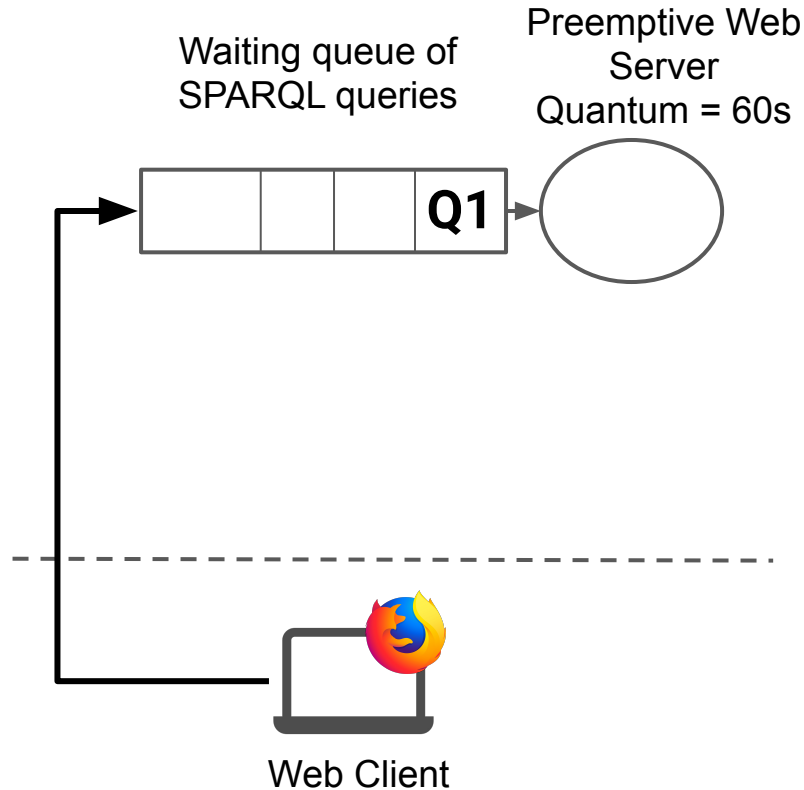 Waiting queue of
SPARQL queries
Preemptive Web
Server
Quantum = 60s
Q1
Web Client